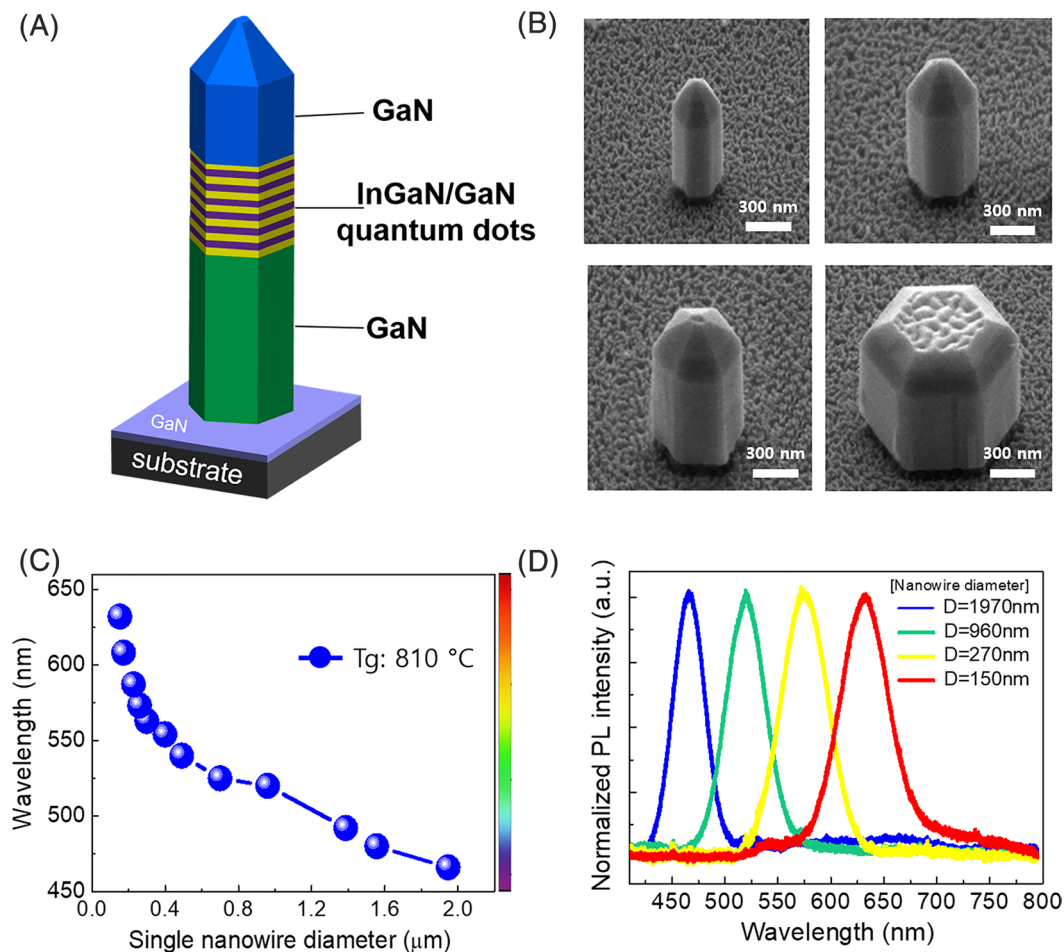 (A)
GaN
InGaN/GaN
quantum dots
GaN
GaN
substrate
(B)
300 nm
300 nm
300 nm
300 nm
(C)
650
600
550
500
450
Wavelength (nm)
Tg: 810 °C
0.0 0.4 0.8 1.2 1.6 2.0
Single nanowire diameter (μm)
(D)
Normalized PL intensity (a.u.)
[Nanowire diameter]
D=1970nm
D=960nm
D=270nm
D=150nm
450 500 550 600 650 700 750 800
Wavelength (nm)